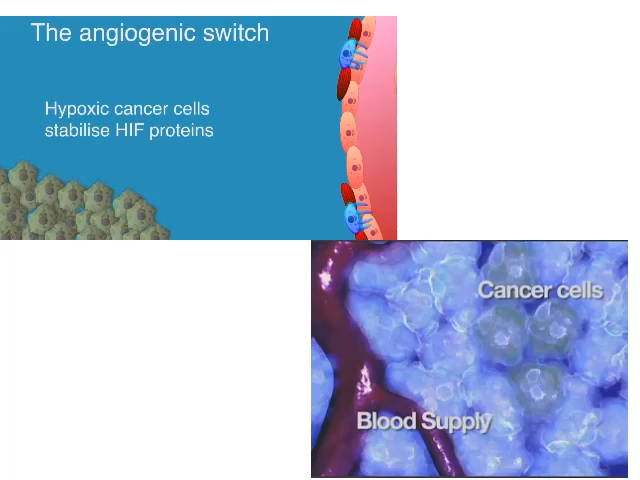 The angiogenic switch
Hypoxic cancer cells
stabilise HIF proteins
Cancer cells
Blood Supply